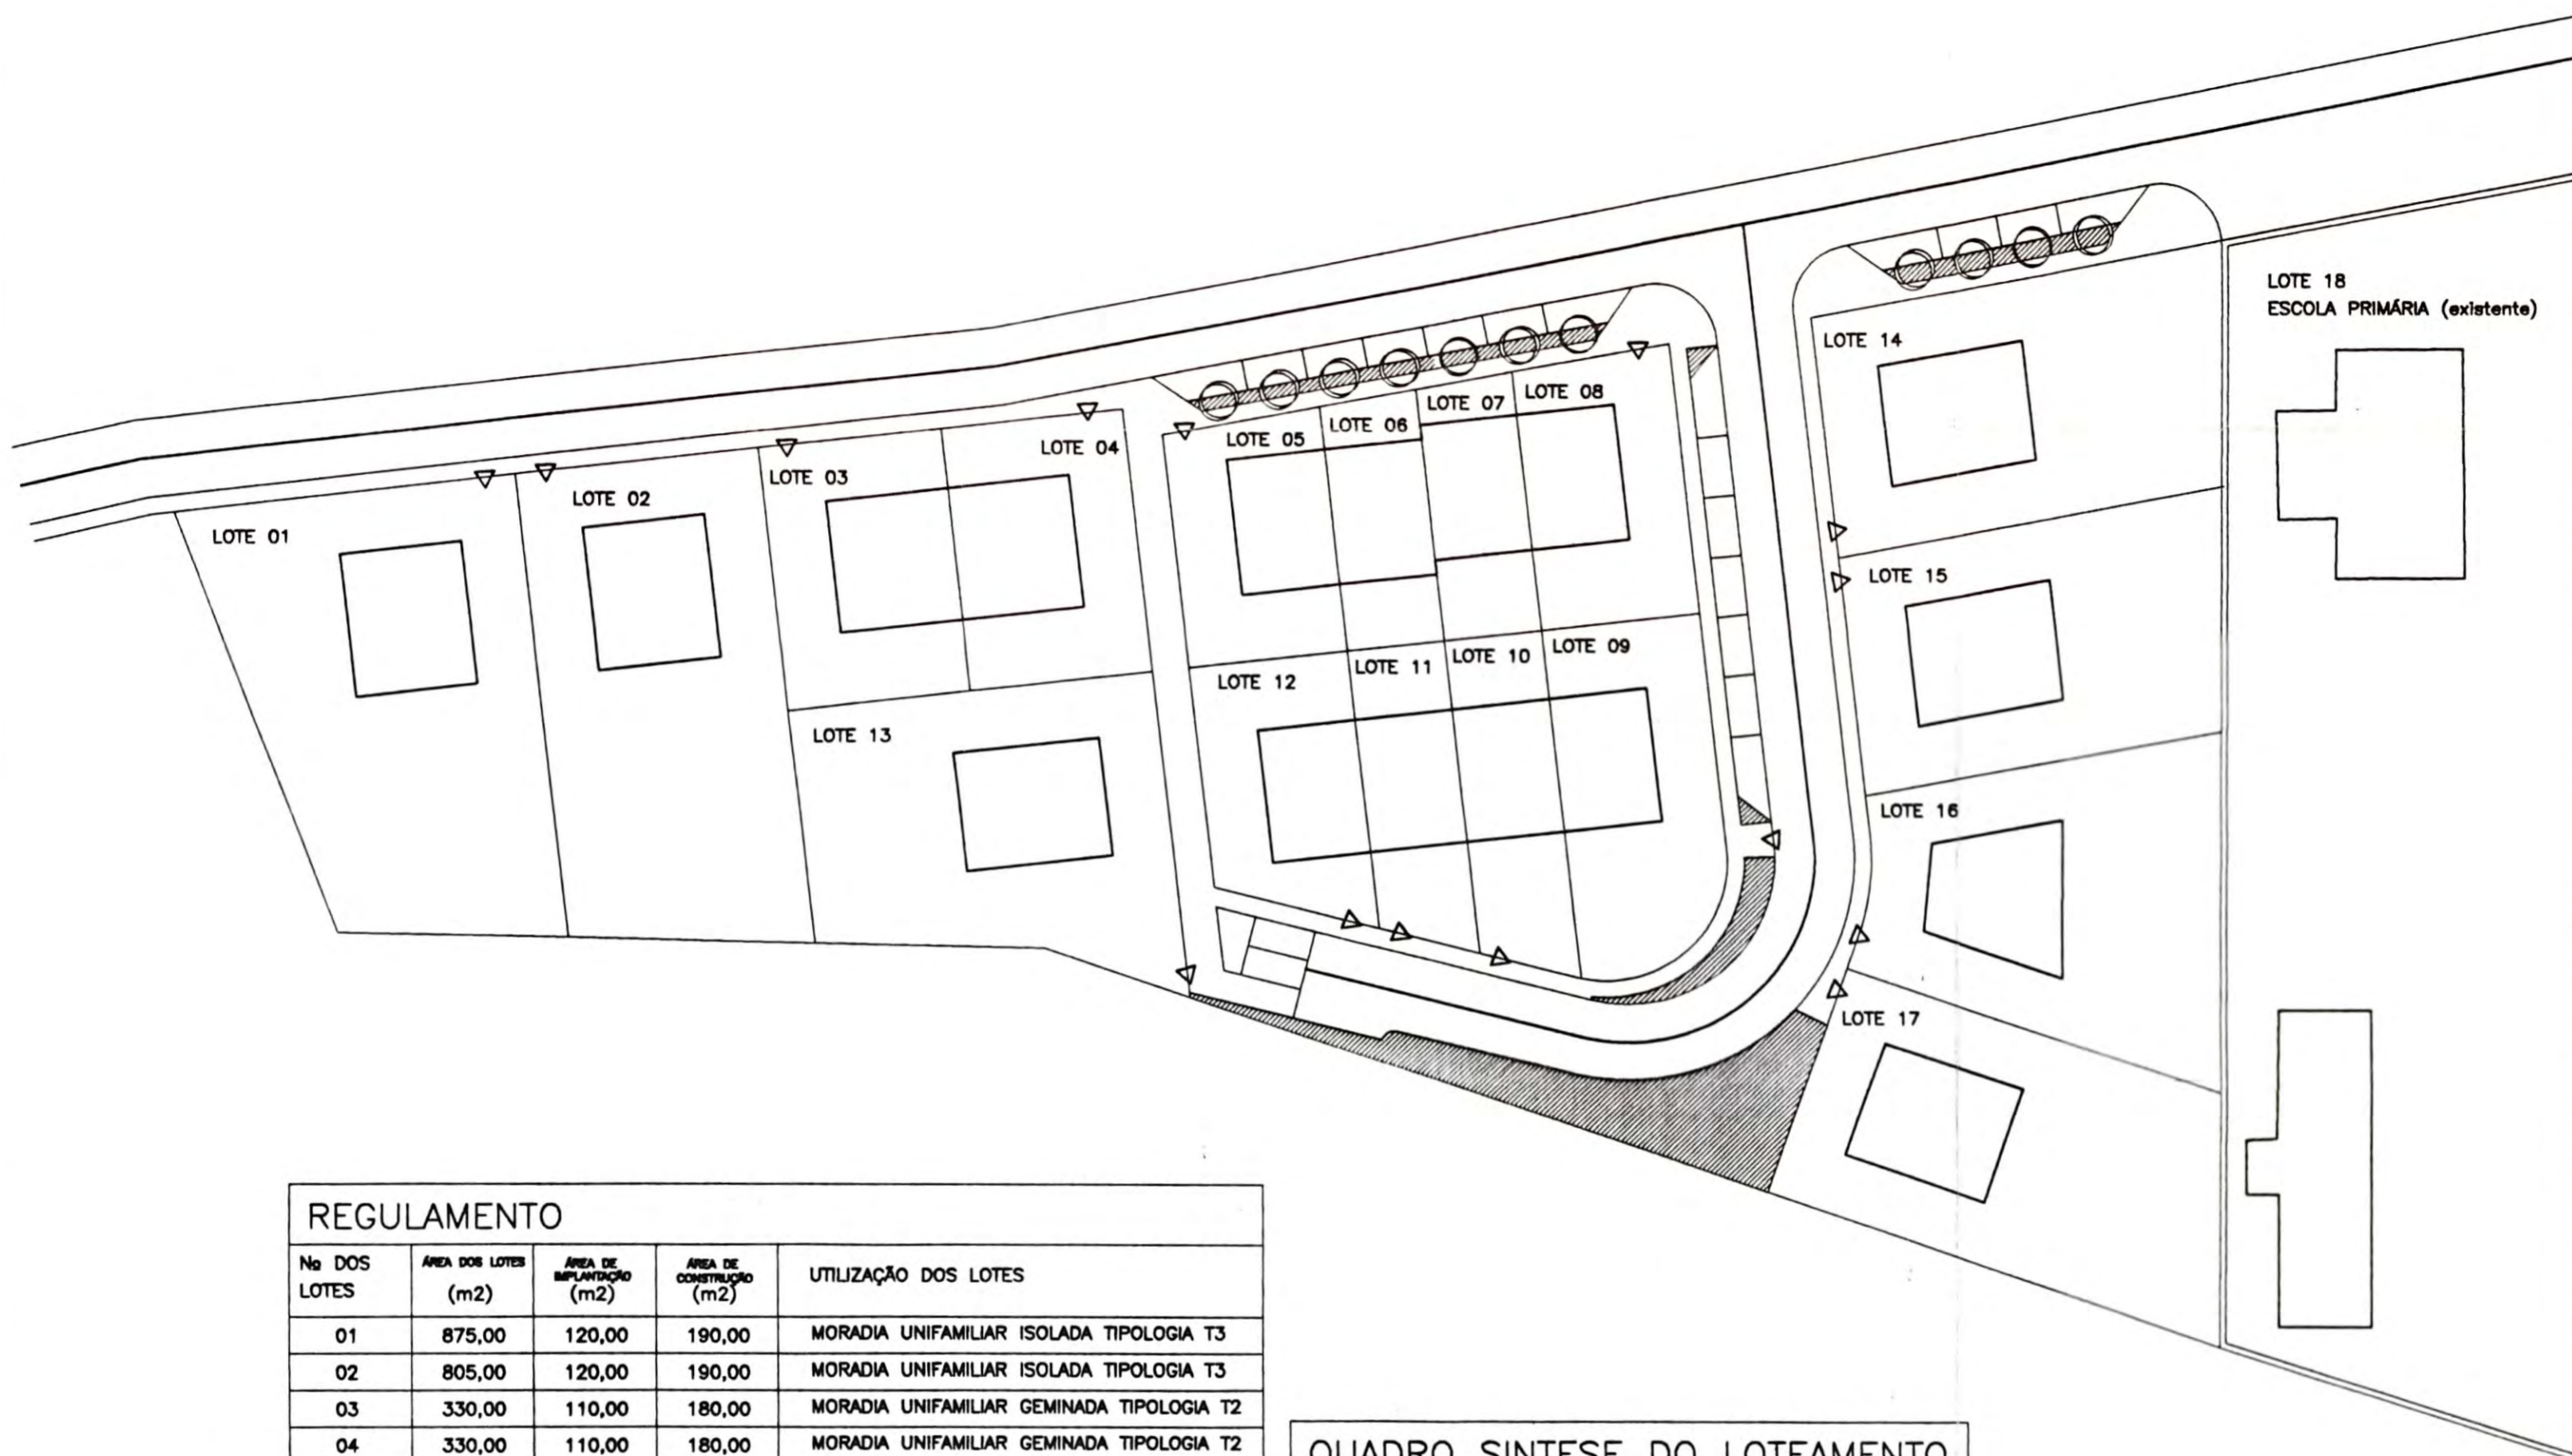 LOTE 18
ESCOLA PRIMÁRIA (existente)
LOTE 14
LOTE 08
LOTE 07
LOTE 06
LOTE 05
LOTE 04
LOTE 03
LOTE 02
LOTE 01
LOTE 15
LOTE 09
LOTE 10
LOTE 11
LOTE 12
LOTE 13
LOTE 16
LOTE 17
REGULAMENTO
Nº DOS LOTES
ÁREA DOS LOTES (m2)
ÁREA DE IMPLANTAÇÃO (m2)
ÁREA DE CONSTRUÇÃO (m2)
UTILIZAÇÃO DOS LOTES
01 875,00 120,00 190,00 MORADIA UNIFAMILIAR ISOLADA TIPOLOGIA T3
02 805,00 120,00 190,00 MORADIA UNIFAMILIAR ISOLADA TIPOLOGIA T3
03 330,00 110,00 180,00 MORADIA UNIFAMILIAR GEMINADA TIPOLOGIA T2
04 330,00 110,00 180,00 MORADIA UNIFAMILIAR GEMINADA TIPOLOGIA T2
QUADRO SINTESE DO LOTEAMENTO